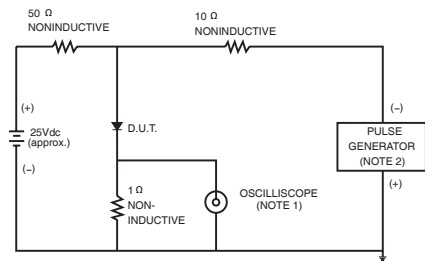 50 Ω
NONINDUCTIVE
10 Ω
NONINDUCTIVE
(+)
25Vdc
(approx.)
(−)
D.U.T.
1 Ω
NON-
INDUCTIVE
OSCILLISCOPE
(NOTE 1)
(−)
PULSE
GENERATOR
(NOTE 2)
(+)